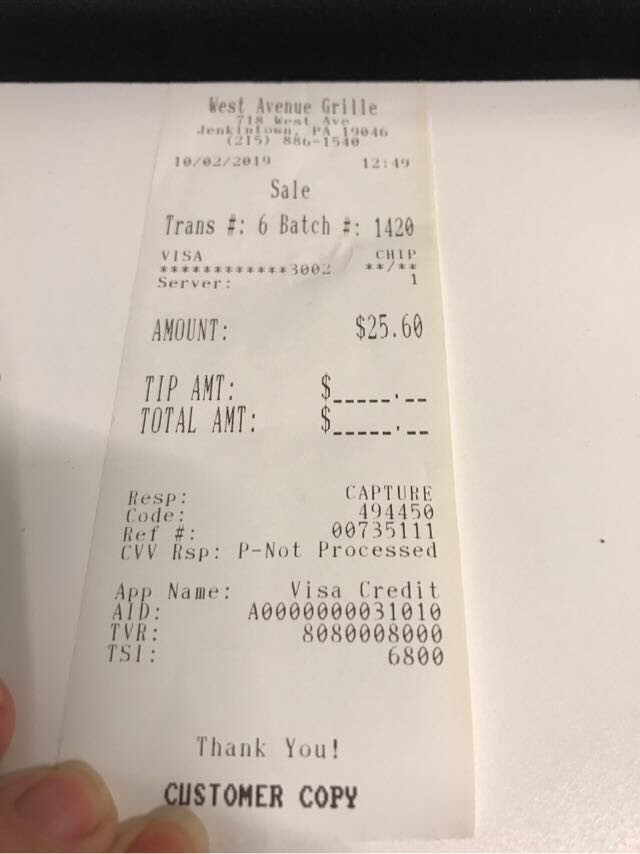 West Avenue Grille
718 West Ave
Jenkintown, PA 19046
(215) 886-1540
10/02/2019 12:49
Sale
Trans #: 6 Batch #: 1420
VISA CHIP
************3002 **/**
Server: 1
AMOUNT: $25.60
TIP AMT: $_____.__
TOTAL AMT: $_____.__
Resp: CAPTURE
Code: 494450
Ref #: 00735111
CVV Rsp: P-Not Processed
App Name: Visa Credit
AID: A0000000031010
TVR: 8080008000
TSI: 6800
Thank You!
CUSTOMER COPY